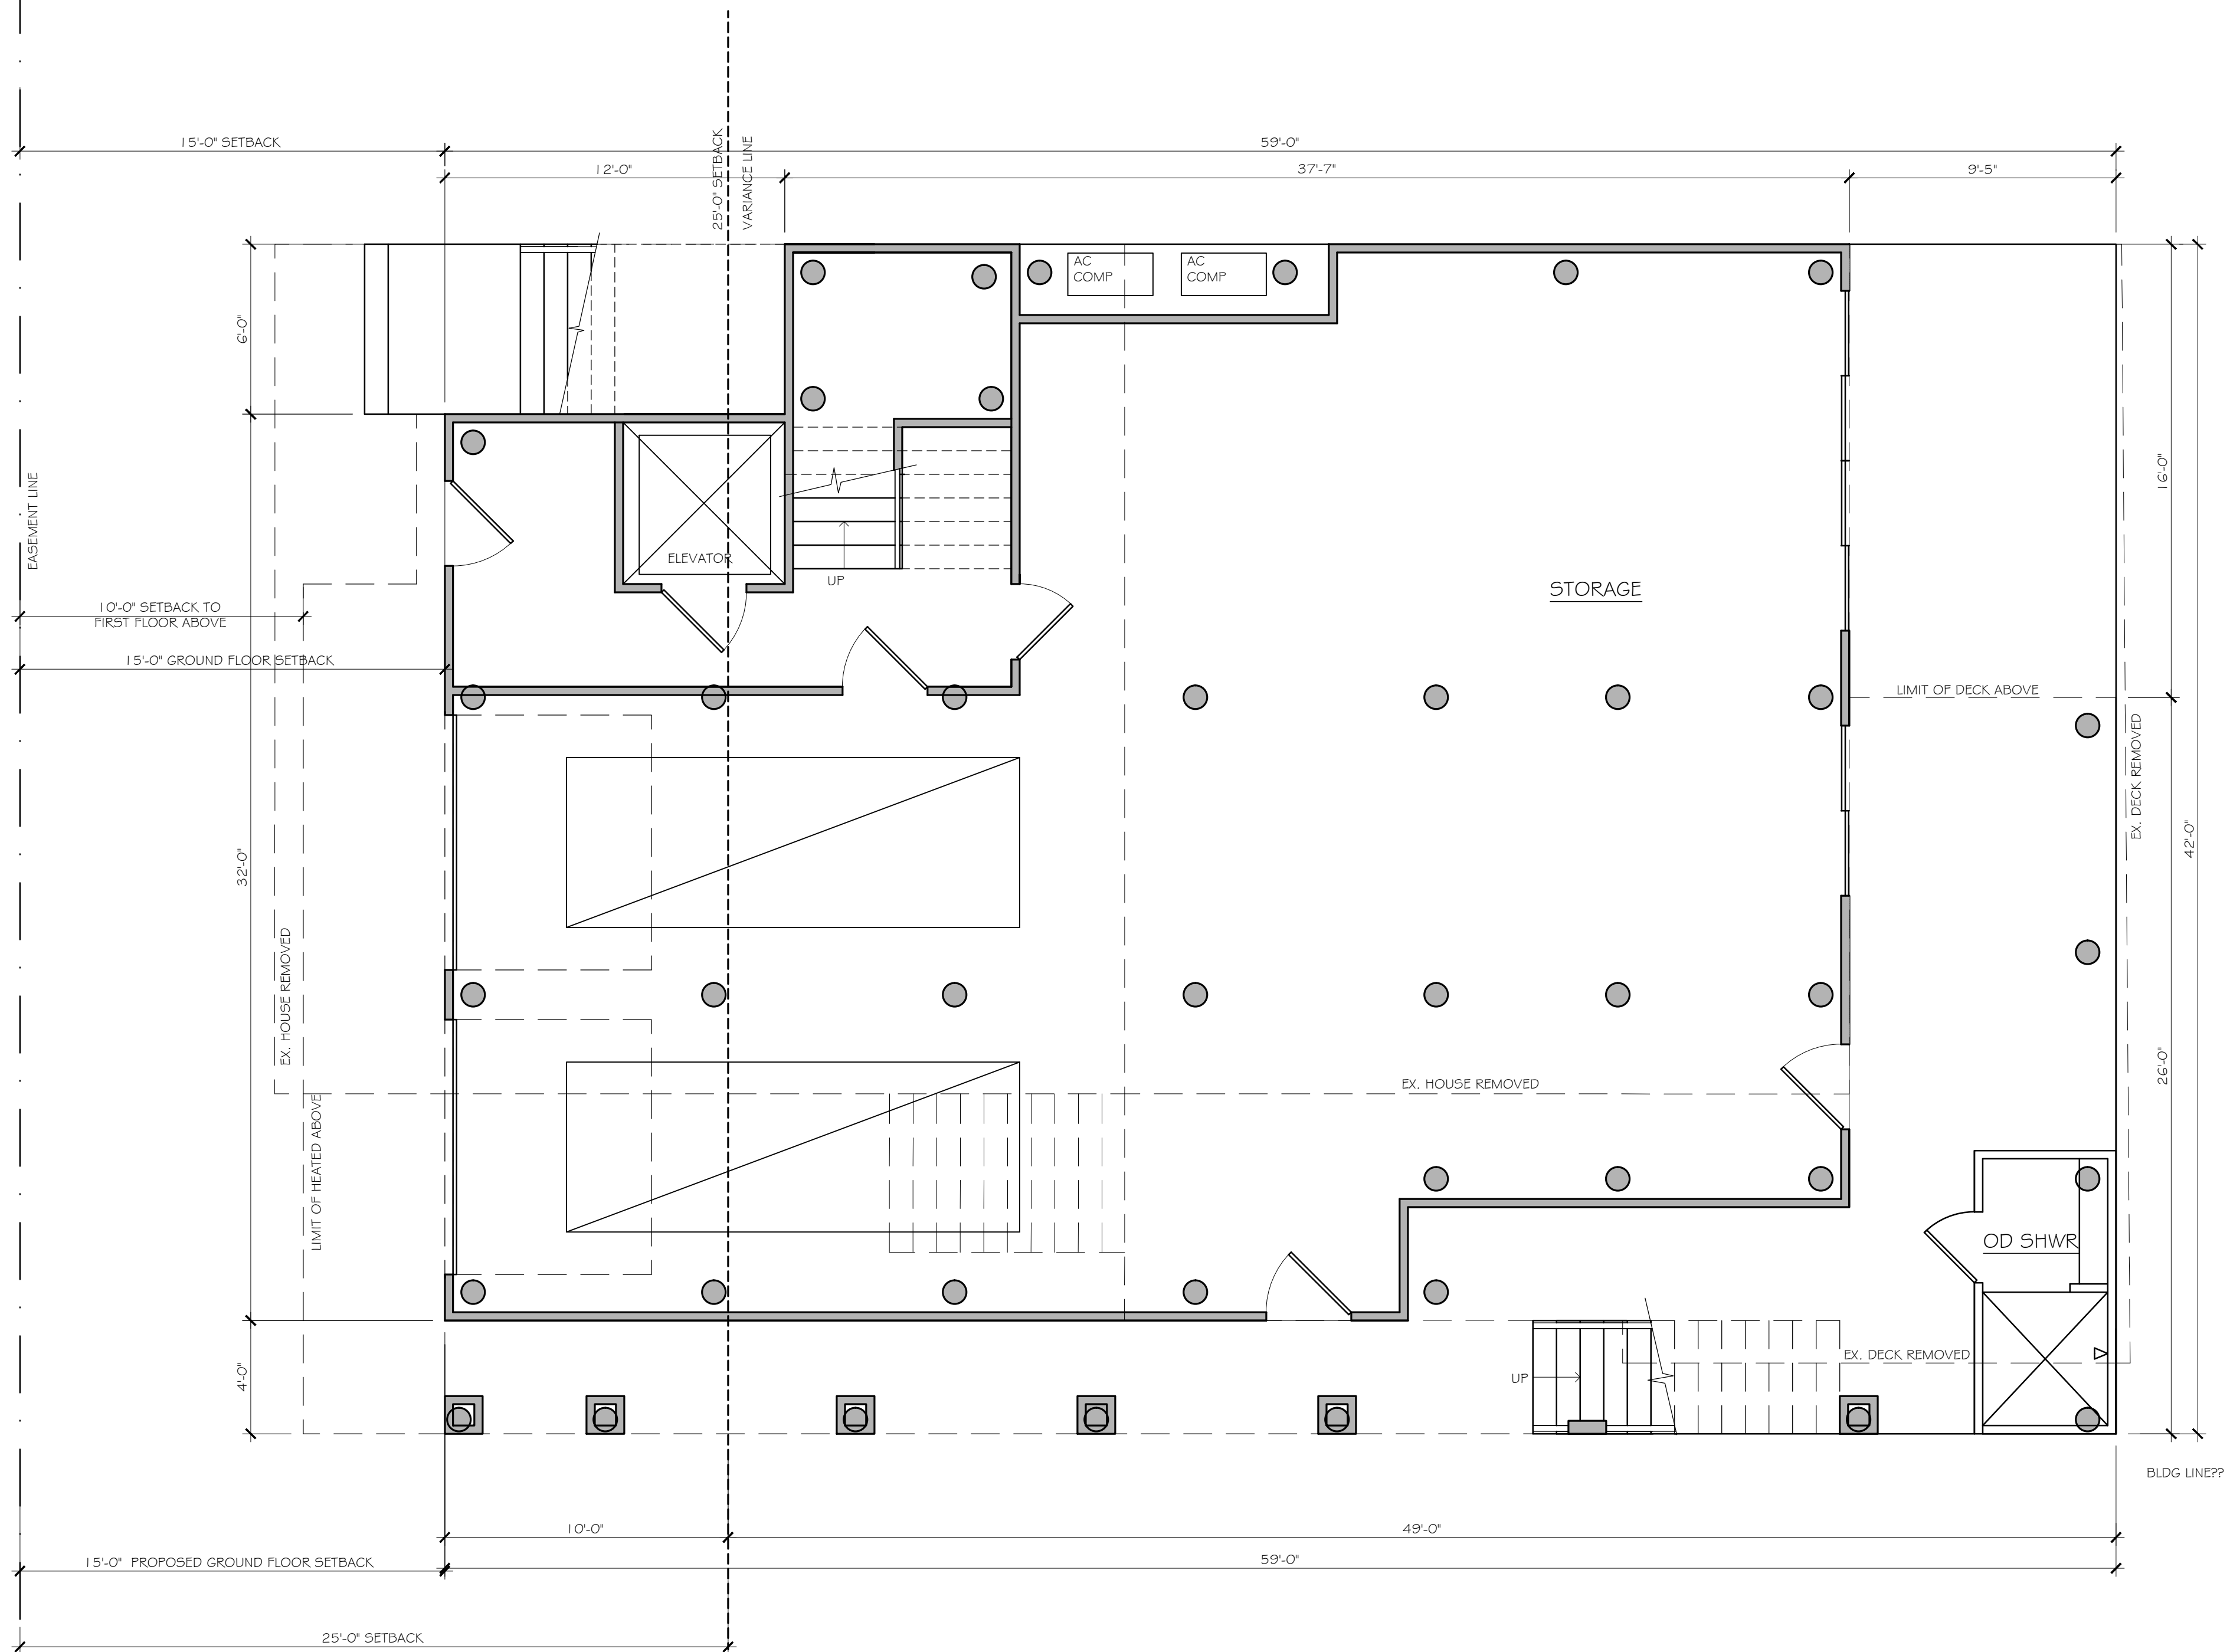 15'-0" SETBACK
59'-0"
12'-0"
37'-7"
9'-5"
25'-0" SETBACK
VARIANCE LINE
AC
COMP
AC
COMP
6'-0"
16'-0"
EASEMENT LINE
ELEVATOR
UP
STORAGE
10'-0" SETBACK TO
FIRST FLOOR ABOVE
15'-0" GROUND FLOOR SETBACK
LIMIT OF DECK ABOVE
EX. DECK REMOVED
32'-0"
42'-0"
EX. HOUSE REMOVED
26'-0"
EX. HOUSE REMOVED
LIMIT OF HEATED ABOVE
OD SHWR
4'-0"
UP
EX. DECK REMOVED
BLDG LINE??
10'-0"
49'-0"
15'-0" PROPOSED GROUND FLOOR SETBACK
59'-0"
25'-0" SETBACK